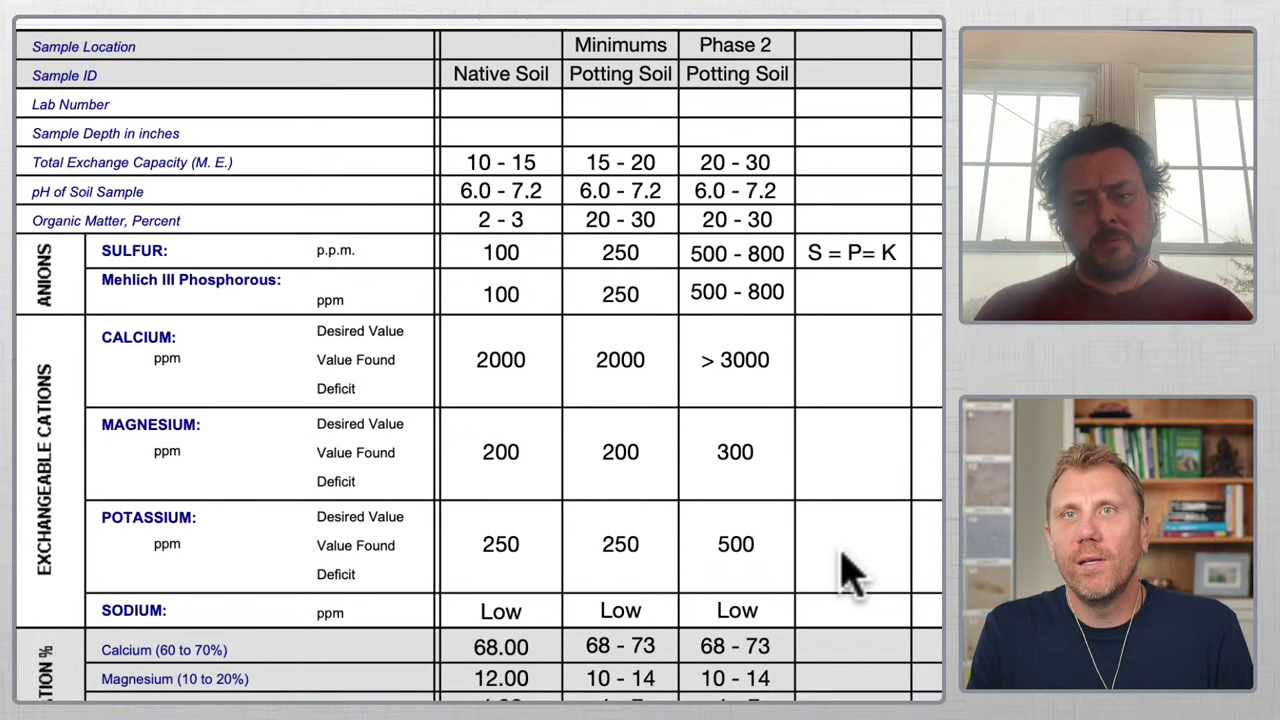 Sample Location Minimums Phase 2
Sample ID Native Soil Potting Soil Potting Soil
Lab Number
Sample Depth in inches
Total Exchange Capacity (M. E.) 10 - 15 15 - 20 20 - 30
pH of Soil Sample 6.0 - 7.2 6.0 - 7.2 6.0 - 7.2
Organic Matter, Percent 2 - 3 20 - 30 20 - 30
ANIONS
SULFUR: p.p.m. 100 250 500 - 800 S = P= K
Mehlich III Phosphorous:
ppm 100 250 500 - 800
EXCHANGEABLE CATIONS
CALCIUM: Desired Value
ppm Value Found 2000 2000 > 3000
Deficit
MAGNESIUM: Desired Value
ppm Value Found 200 200 300
Deficit
POTASSIUM: Desired Value
ppm Value Found 250 250 500
Deficit
SODIUM: ppm Low Low Low
TION %
Calcium (60 to 70%) 68.00 68 - 73 68 - 73
Magnesium (10 to 20%) 12.00 10 - 14 10 - 14